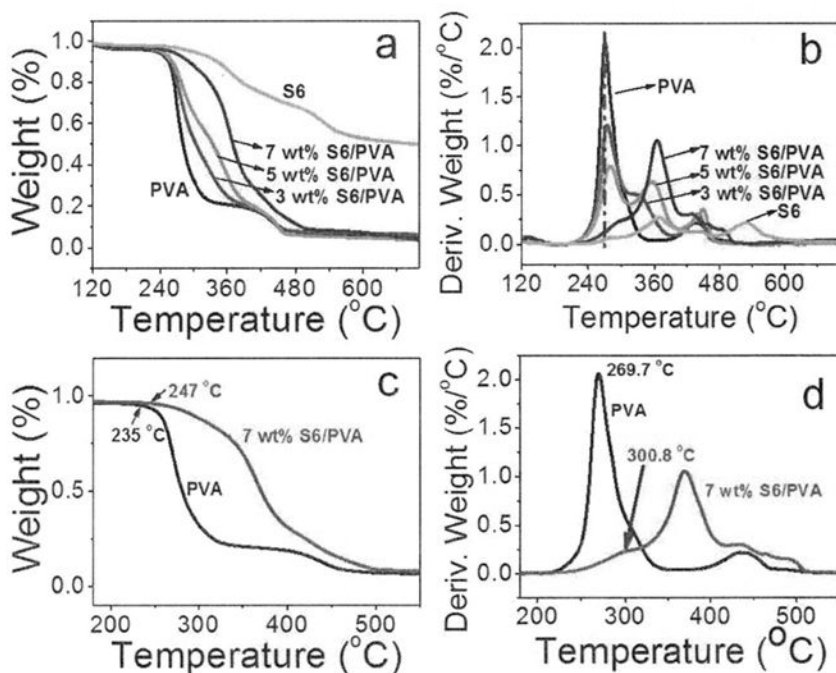 a
Weight (%)
1.0
0.8
0.6
0.4
0.2
0.0
S6
7 wt% S6/PVA
5 wt% S6/PVA
3 wt% S6/PVA
PVA
120 240 360 480 600
Temperature (°C)
b
Deriv. Weight (%/°C)
2.0
1.5
1.0
0.5
0.0
PVA
7 wt% S6/PVA
5 wt% S6/PVA
3 wt% S6/PVA
S6
120 240 360 480 600
Temperature (°C)
c
Weight (%)
1.0
0.5
0.0
247 °C
235 °C
7 wt% S6/PVA
PVA
200 300 400 500
Temperature (°C)
d
Deriv. Weight (%/°C)
2.0
1.5
1.0
0.5
0.0
269.7 °C
PVA
300.8 °C
7 wt% S6/PVA
200 300 400 500
Temperature (°C)